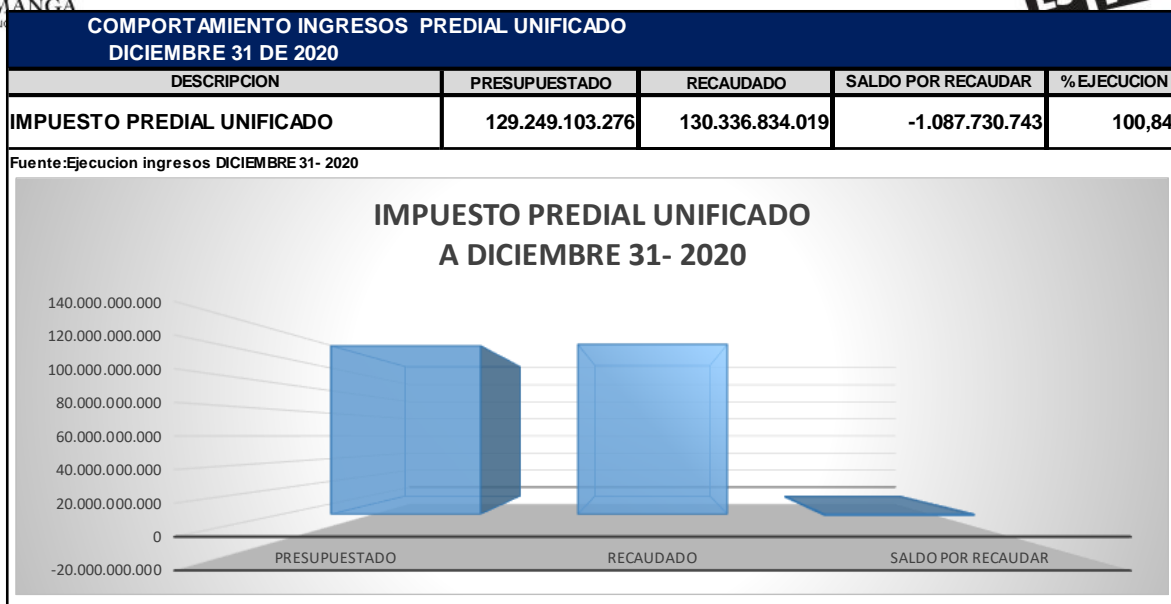 MANGA
COMPORTAMIENTO INGRESOS PREDIAL UNIFICADO
DICIEMBRE 31 DE 2020
DESCRIPCION PRESUPUESTADO RECAUDADO SALDO POR RECAUDAR %EJECUCION
IMPUESTO PREDIAL UNIFICADO 129.249.103.276 130.336.834.019 -1.087.730.743 100,84
Fuente:Ejecucion ingresos DICIEMBRE 31- 2020
IMPUESTO PREDIAL UNIFICADO
A DICIEMBRE 31- 2020
140.000.000.000
120.000.000.000
100.000.000.000
80.000.000.000
60.000.000.000
40.000.000.000
20.000.000.000
0
-20.000.000.000
PRESUPUESTADO RECAUDADO SALDO POR RECAUDAR